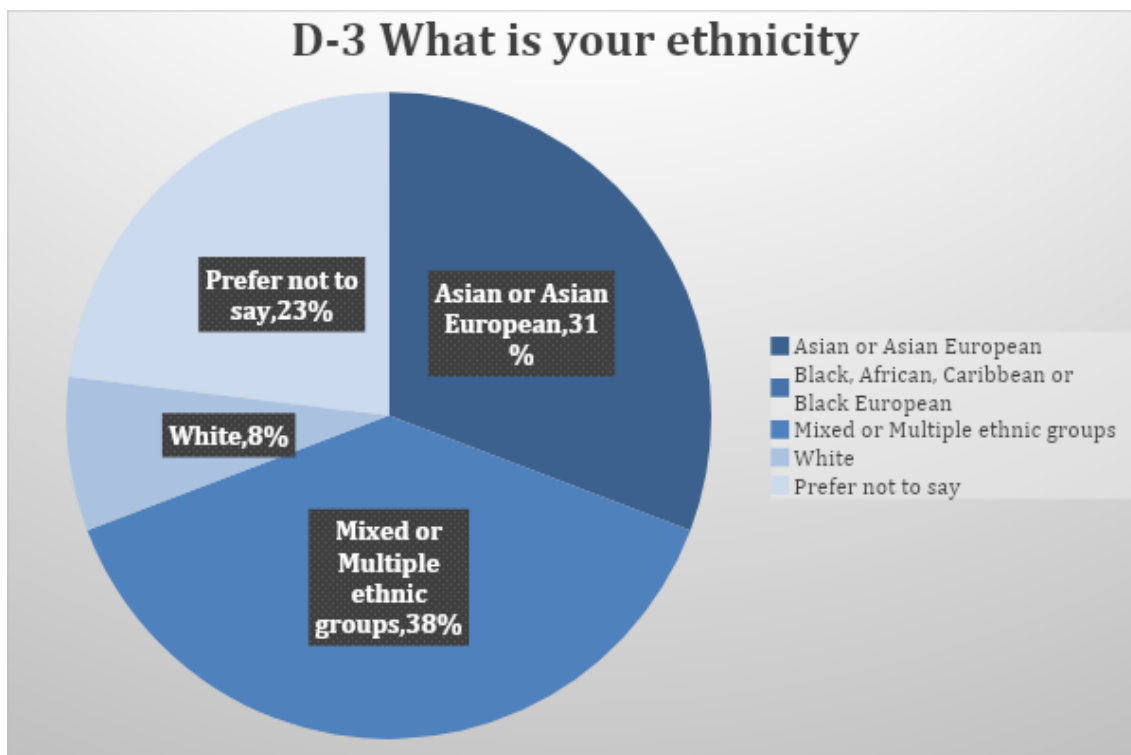 D-3 What is your ethnicity
Prefer not to
say,23%
Asian or Asian
European,31
%
White,8%
Mixed or
Multiple
ethnic
groups,38%
Asian or Asian European
Black, African, Caribbean or
Black European
Mixed or Multiple ethnic groups
White
Prefer not to say